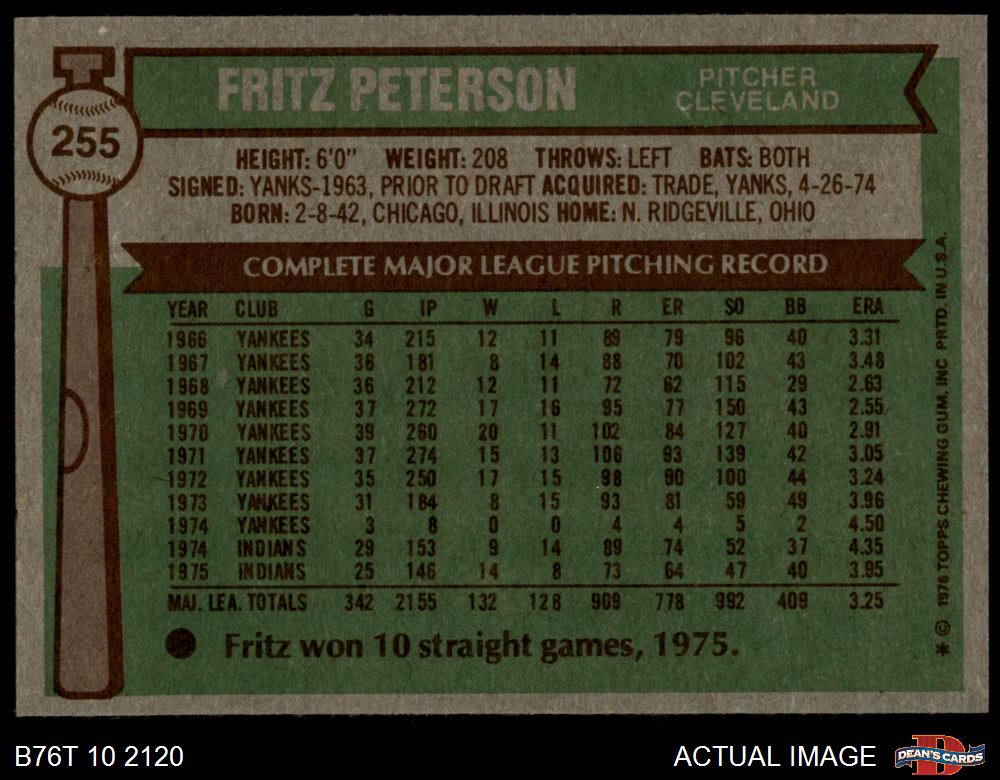 FRITZ PETERSON
PITCHER
CLEVELAND
255
HEIGHT: 6'0" WEIGHT: 208 THROWS: LEFT BATS: BOTH
SIGNED: YANKS-1963, PRIOR TO DRAFT ACQUIRED: TRADE, YANKS, 4-26-74
BORN: 2-8-42, CHICAGO, ILLINOIS HOME: N. RIDGEVILLE, OHIO
COMPLETE MAJOR LEAGUE PITCHING RECORD
YEAR CLUB G IP W L R ER SO BB ERA
1966 YANKEES 34 215 12 11 89 79 96 40 3.31
1967 YANKEES 36 181 8 14 88 70 102 43 3.48
1968 YANKEES 36 212 12 11 72 62 115 29 2.63
1969 YANKEES 37 272 17 16 95 77 150 43 2.55
1970 YANKEES 39 260 20 11 102 84 127 40 2.91
1971 YANKEES 37 274 15 13 106 93 139 42 3.05
1972 YANKEES 35 250 17 15 98 90 100 44 3.24
1973 YANKEES 31 184 8 15 93 81 59 49 3.96
1974 YANKEES 3 8 0 0 4 4 5 2 4.50
1974 INDIANS 29 153 9 14 89 74 52 37 4.35
1975 INDIANS 25 146 14 8 73 64 47 40 3.95
MAJ. LEA. TOTALS 342 2155 132 128 909 778 992 409 3.25
● Fritz won 10 straight games, 1975.
* © 1976 TOPPS CHEWING GUM, INC PRTD. IN U.S.A.
B76T 10 2120
ACTUAL IMAGE
D
DEAN'S CARDS